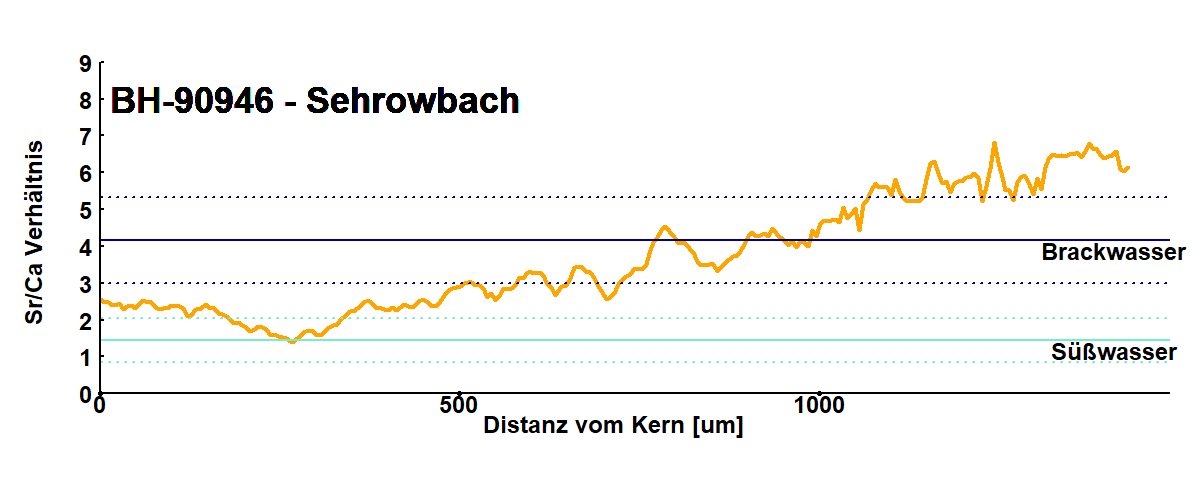 BH-90946 - Sehrowbach
Sr/Ca Verhältnis
9
8
7
6
5
4
3
2
1
0
Brackwasser
Süßwasser
0
500
1000
Distanz vom Kern [um]